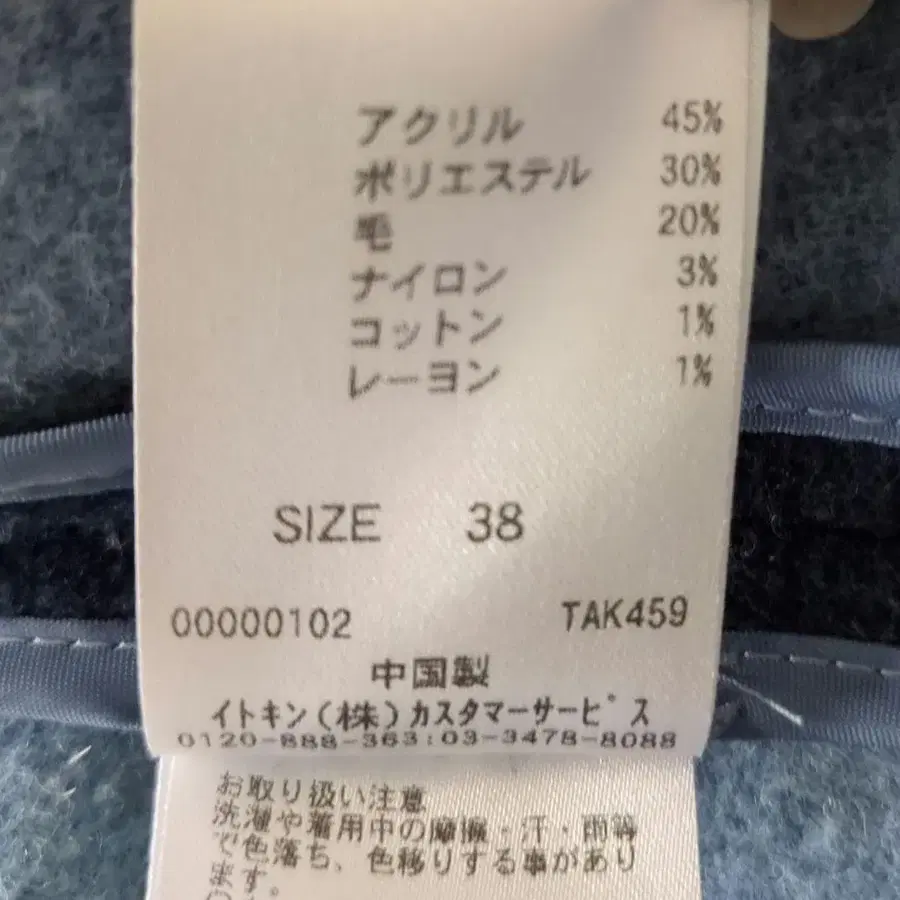 アクリル 45%
ポリエステル 30%
毛 20%
ナイロン 3%
コットン 1%
レーヨン 1%
SIZE 38
00000102 TAK459
中国製
イトキン(株)カスタマーサービス
0120-888-363:03-3478-8088
お取り扱い注意
洗濯や着用中の摩擦・汗・雨等
で色落ち、色移りする事があり
ます。